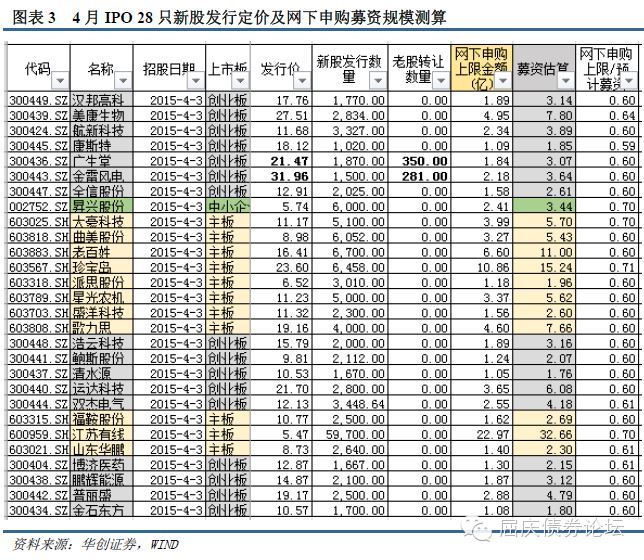 图表 3 4 月 IPO 28 只新股发行定价及网下申购募资规模测算
代码 名称 招股日期 上市板 发行价 新股发行数量 老股转让数量 网下申购上限金额(亿) 募资估算 网下申购上限/预计募资
300449.SZ 汉邦高科 2015-4-3 创业板 17.76 1,770.00 0.00 1.89 3.14 0.60
300439.SZ 美康生物 2015-4-3 创业板 27.51 2,834.00 0.00 4.95 7.80 0.64
300424.SZ 航新科技 2015-4-3 创业板 11.68 3,327.00 0.00 2.34 3.89 0.60
300445.SZ 康斯特 2015-4-3 创业板 18.12 1,020.00 0.00 1.09 1.85 0.59
300436.SZ 广生堂 2015-4-3 创业板 21.47 1,870.00 350.00 1.84 3.07 0.60
300443.SZ 金雷风电 2015-4-3 创业板 31.96 1,500.00 281.00 2.18 3.64 0.60
300447.SZ 全信股份 2015-4-3 创业板 12.91 2,025.00 0.00 1.58 2.61 0.60
002752.SZ 昇兴股份 2015-4-3 中小企 5.74 6,000.00 0.00 2.41 3.44 0.70
603025.SH 大豪科技 2015-4-3 主板 11.17 5,100.00 0.00 3.99 5.70 0.70
603818.SH 曲美股份 2015-4-3 主板 8.98 6,052.00 0.00 3.27 5.43 0.60
603883.SH 老百姓 2015-4-3 主板 16.41 6,700.00 0.00 6.60 11.00 0.60
603567.SH 珍宝岛 2015-4-3 主板 23.60 6,458.00 0.00 10.86 15.24 0.71
603318.SH 派思股份 2015-4-3 主板 6.52 3,010.00 0.00 1.18 1.96 0.60
603789.SH 星光农机 2015-4-3 主板 11.23 5,000.00 0.00 3.37 5.62 0.60
603703.SH 盛洋科技 2015-4-3 主板 11.32 2,300.00 0.00 1.56 2.60 0.60
603808.SH 歌力思 2015-4-3 主板 19.16 4,000.00 0.00 4.60 7.66 0.60
300448.SZ 浩云科技 2015-4-3 创业板 15.79 2,000.00 0.00 1.89 3.16 0.60
300441.SZ 鲍斯股份 2015-4-3 创业板 9.81 2,112.00 0.00 1.24 2.07 0.60
300437.SZ 清水源 2015-4-3 创业板 10.53 1,670.00 0.00 1.05 1.76 0.60
300440.SZ 运达科技 2015-4-3 创业板 21.70 2,800.00 0.00 3.65 6.08 0.60
300444.SZ 双杰电气 2015-4-3 创业板 12.13 3,448.64 0.00 2.55 4.18 0.61
603315.SH 福鞍股份 2015-4-3 主板 10.77 2,500.00 0.00 1.62 2.69 0.60
600959.SH 江苏有线 2015-4-3 主板 5.47 59,700.00 0.00 22.97 32.66 0.70
603021.SH 山东华鹏 2015-4-3 主板 8.73 2,640.00 0.00 1.40 2.30 0.61
300404.SZ 博济医药 2015-4-3 创业板 12.87 1,667.00 0.00 1.30 2.15 0.61
300438.SZ 鹏辉能源 2015-4-3 创业板 14.87 2,100.00 0.00 1.87 3.12 0.60
300442.SZ 普丽盛 2015-4-3 创业板 19.17 2,500.00 0.00 2.88 4.79 0.60
300434.SZ 金石东方 2015-4-3 创业板 10.57 1,700.00 0.00 1.08 1.80 0.60
资料来源：华创证券，WIND
屈庆债券论坛